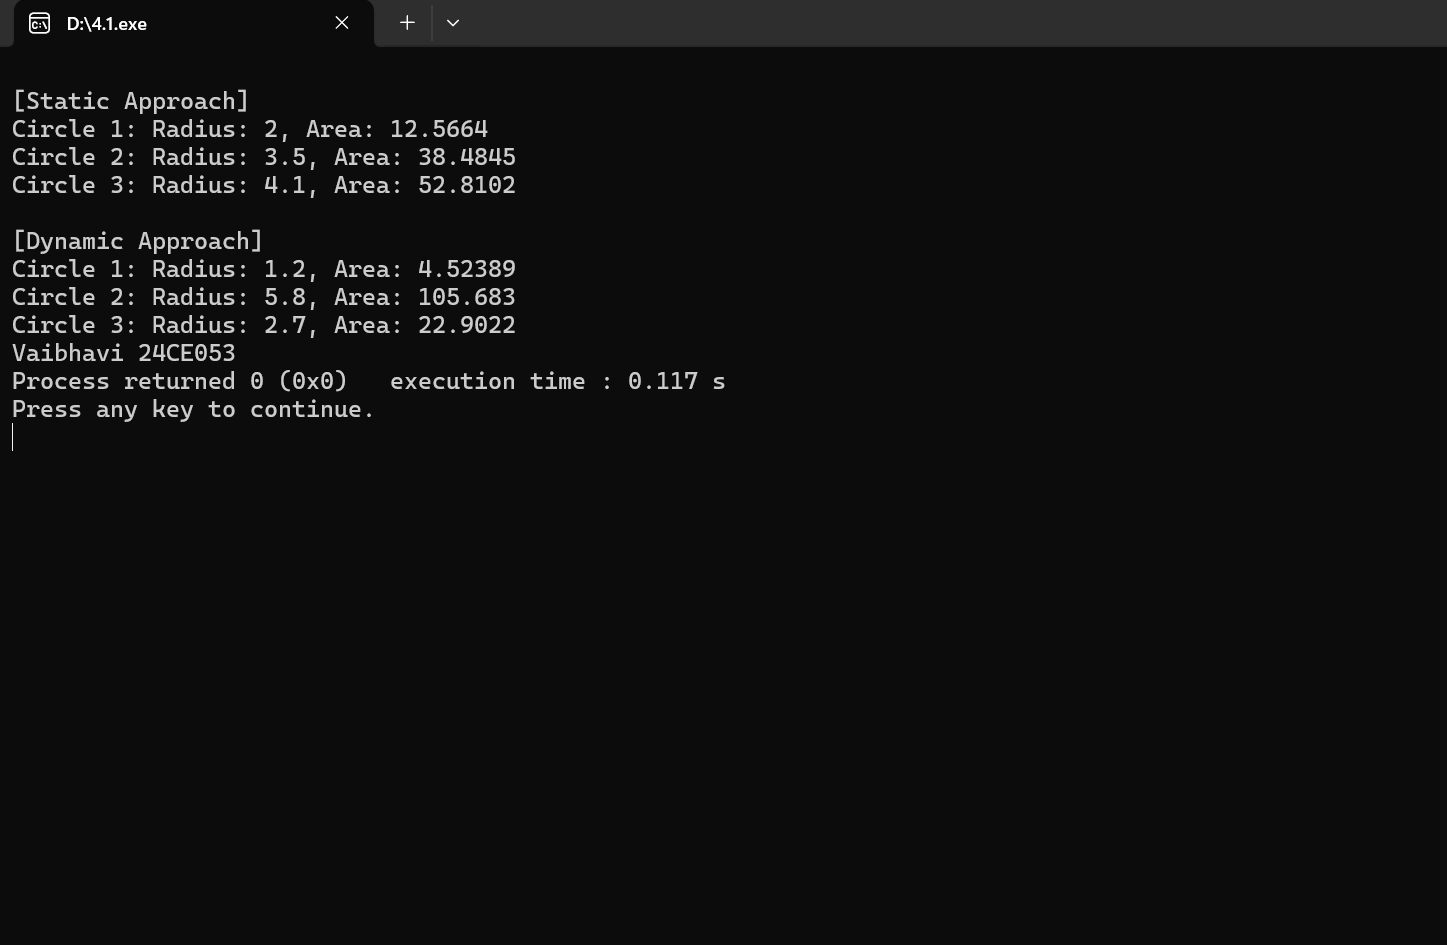 D:\4.1.exe
[Static Approach]
Circle 1: Radius: 2, Area: 12.5664
Circle 2: Radius: 3.5, Area: 38.4845
Circle 3: Radius: 4.1, Area: 52.8102
[Dynamic Approach]
Circle 1: Radius: 1.2, Area: 4.52389
Circle 2: Radius: 5.8, Area: 105.683
Circle 3: Radius: 2.7, Area: 22.9022
Vaibhavi 24CE053
Process returned 0 (0x0)   execution time : 0.117 s
Press any key to continue.